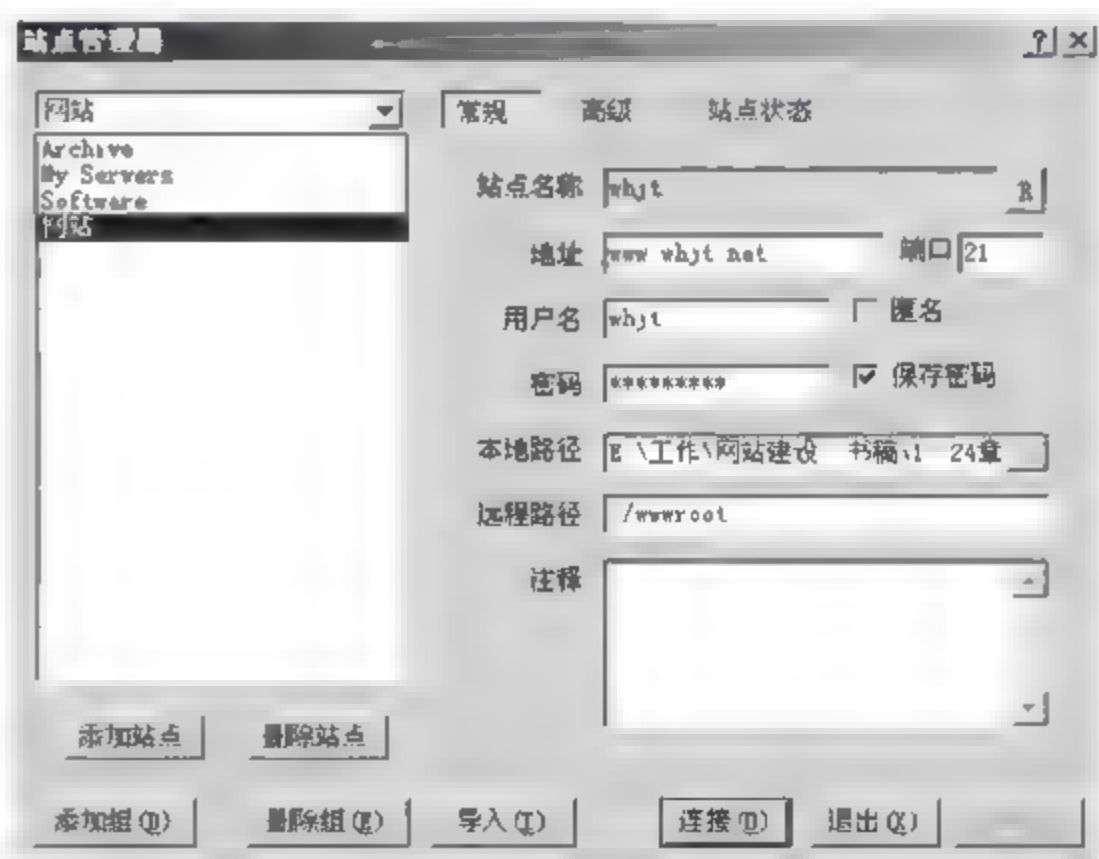 站点管理器
网站
Archive
My Servers
Software
网站
常规 高级 站点状态
站点名称 whjt R
地址 www whjt net 端口 21
用户名 whjt 匿名
密码 ********* 保存密码
本地路径 E \工作\网站建设 书稿\1 24章
远程路径 /wwwroot
注释
添加站点 删除站点
添加组(D) 删除组(E) 导入(I) 连接(D) 退出(X)